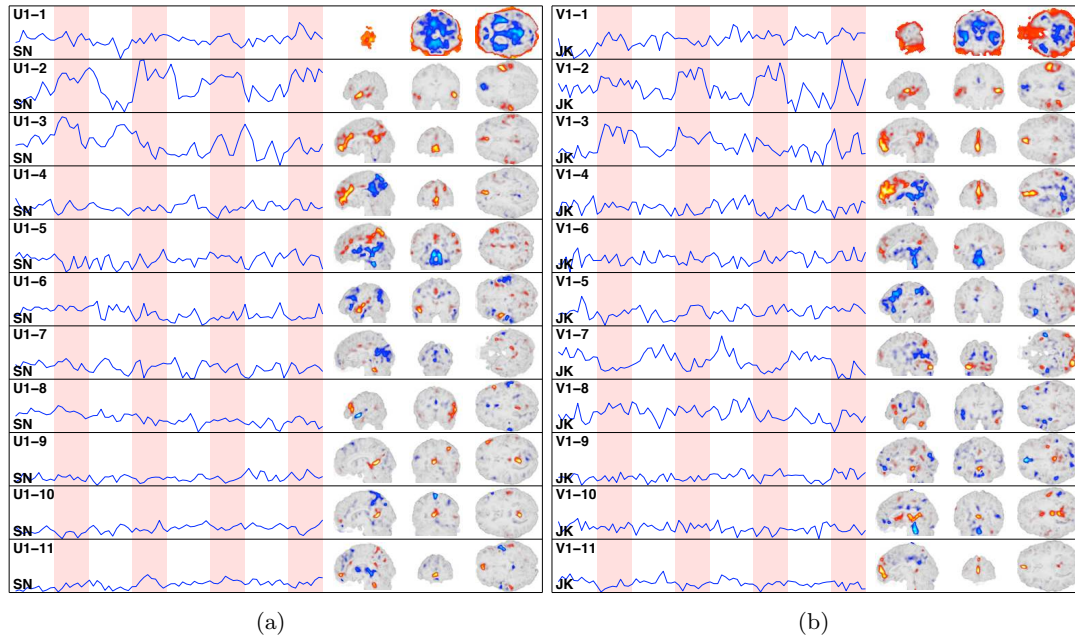 U1-1
SN
U1-2
SN
U1-3
SN
U1-4
SN
U1-5
SN
U1-6
SN
U1-7
SN
U1-8
SN
U1-9
SN
U1-10
SN
U1-11
SN
(a)
V1-1
JK
V1-2
JK
V1-3
JK
V1-4
JK
V1-6
JK
V1-5
JK
V1-7
JK
V1-8
JK
V1-9
JK
V1-10
JK
V1-11
JK
(b)